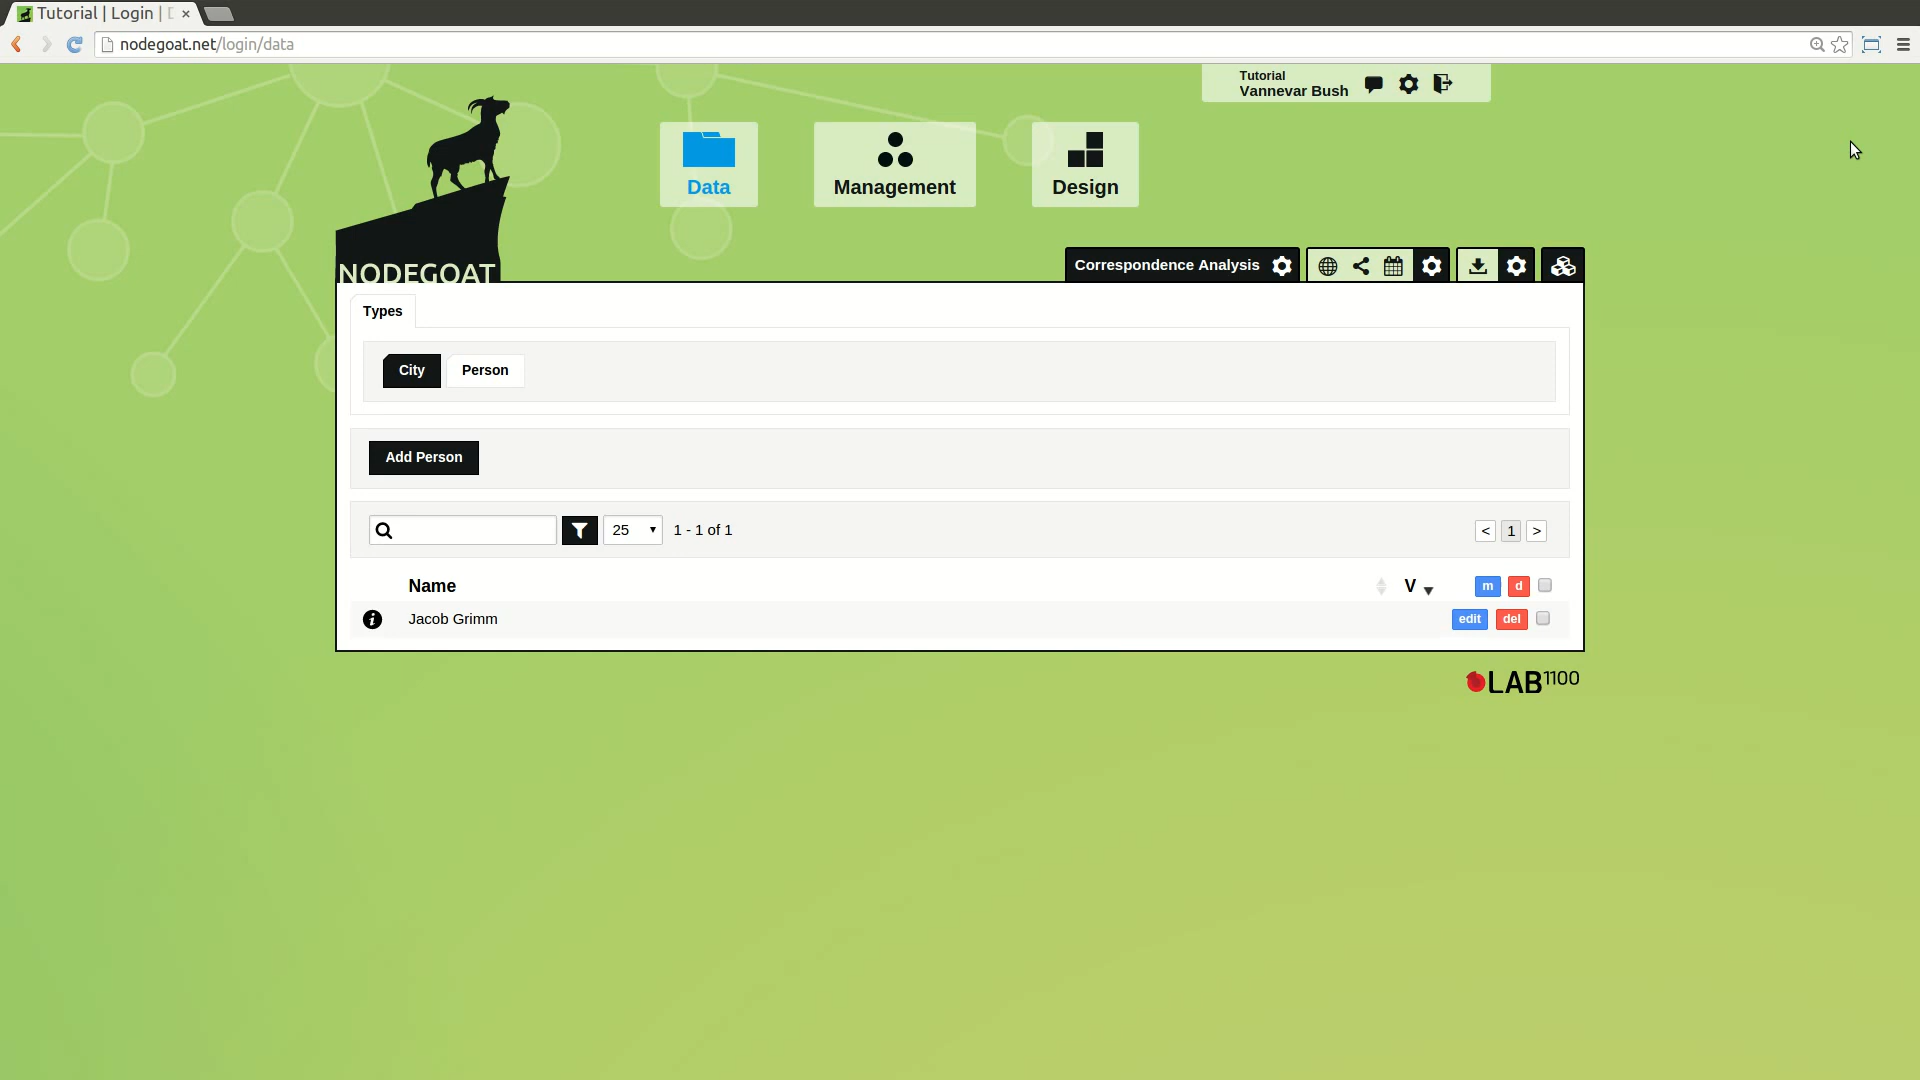 Tutorial | Login |
nodegoat.net/login/data
Tutorial
Vannevar Bush
Data
Management
Design
NODEGOAT
Correspondence Analysis
Types
City
Person
Add Person
25
1 - 1 of 1
< 1 >
Name
V
m
d
Jacob Grimm
edit
del
LAB1100